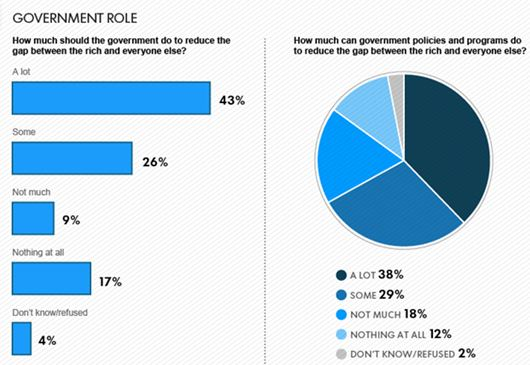 GOVERNMENT ROLE
How much should the government do to reduce the
gap between the rich and everyone else?
A lot
43%
Some
26%
Not much
9%
Nothing at all
17%
Don't know/refused
4%
How much can government policies and programs do
to reduce the gap between the rich and everyone else?
A LOT 38%
SOME 29%
NOT MUCH 18%
NOTHING AT ALL 12%
DON'T KNOW/REFUSED 2%